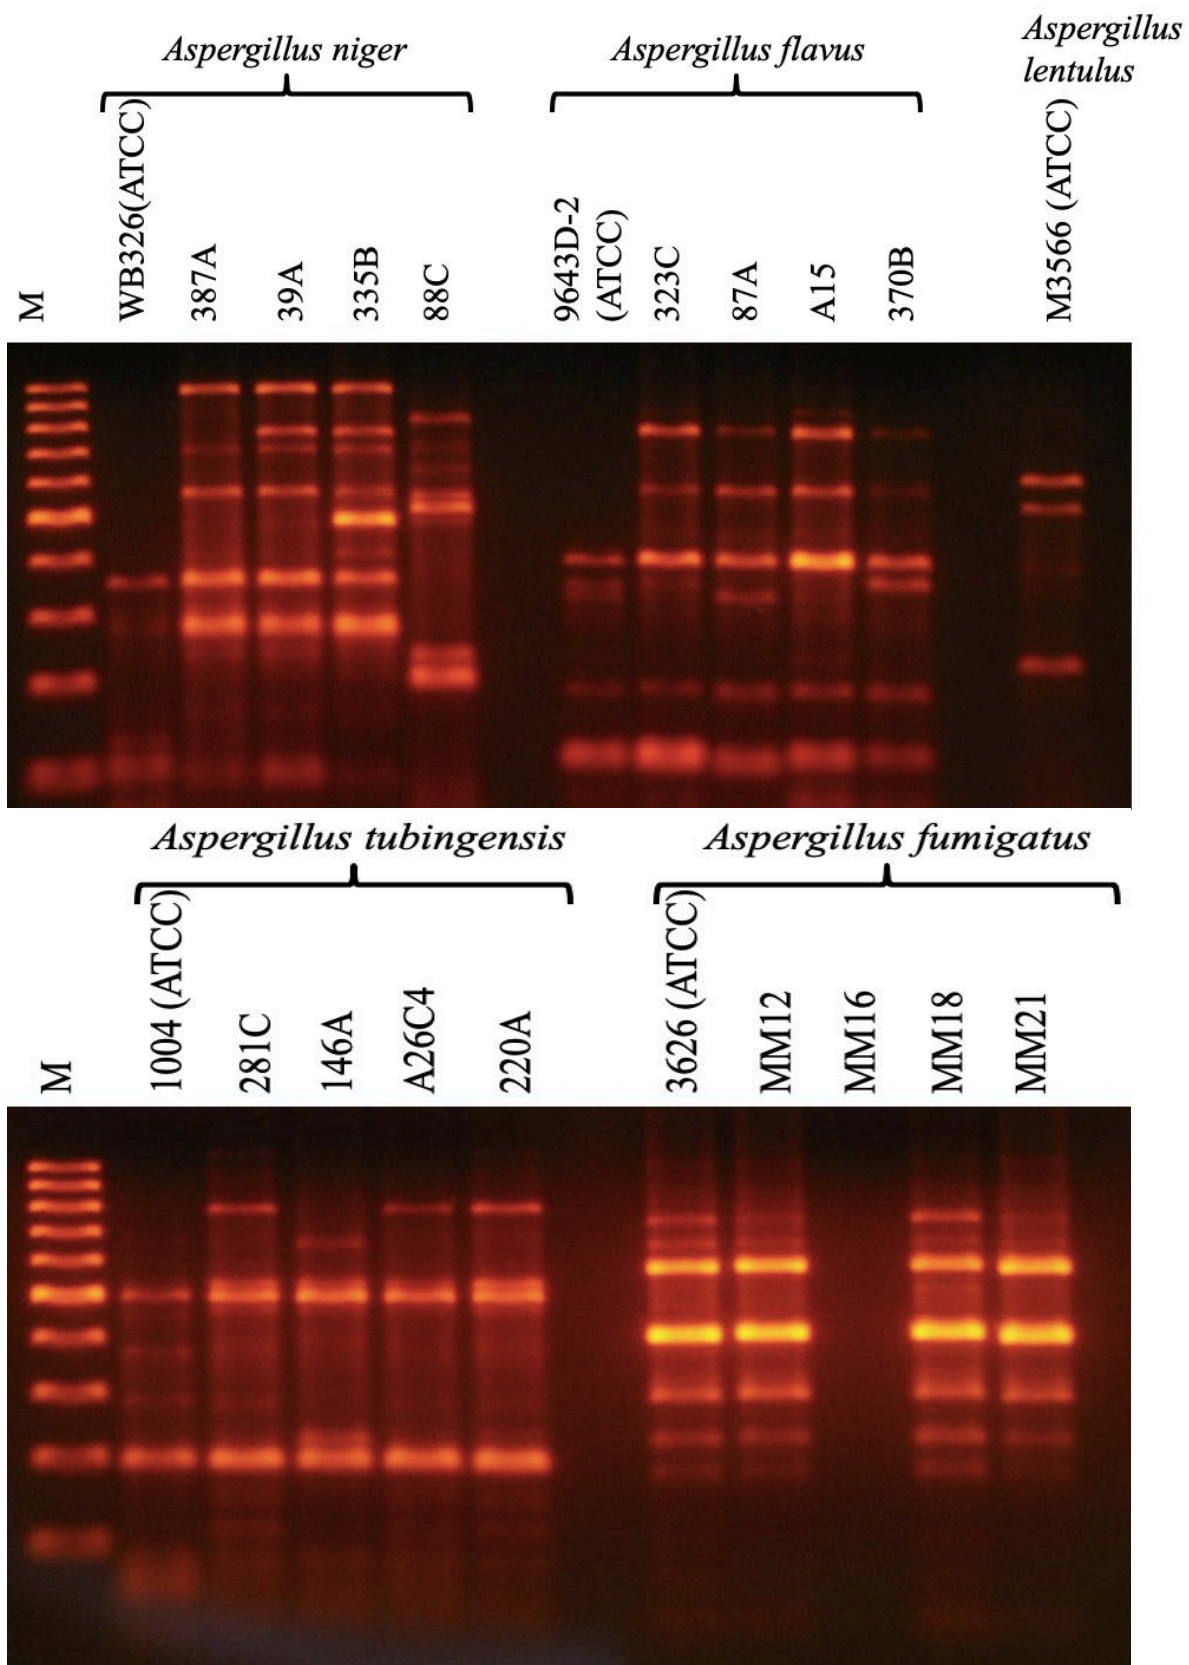 Aspergillus niger
Aspergillus flavus
Aspergillus
lentulus
M
WB326(ATCC)
387A
39A
335B
88C
9643D-2
(ATCC)
323C
87A
A15
370B
M3566 (ATCC)
Aspergillus tubingensis
Aspergillus fumigatus
M
1004 (ATCC)
281C
146A
A26C4
220A
3626 (ATCC)
MM12
MM16
MM18
MM21